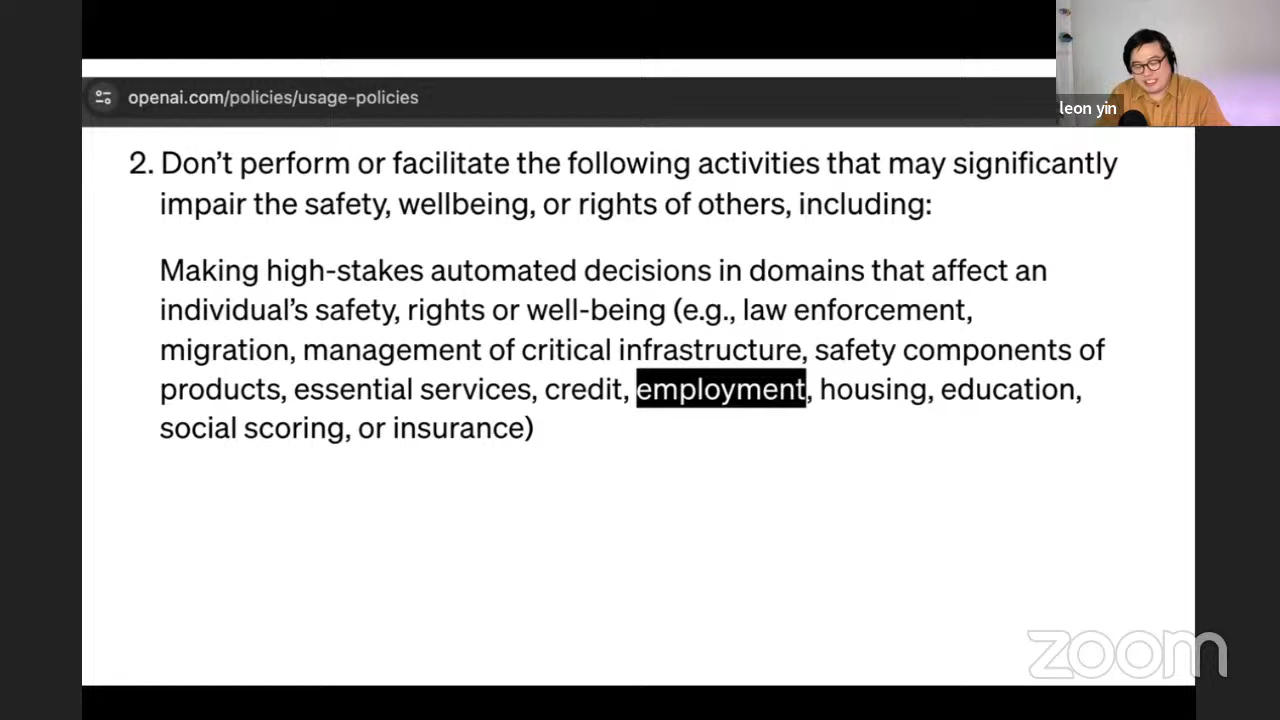 leon yin
openai.com/policies/usage-policies
2. Don’t perform or facilitate the following activities that may significantly
impair the safety, wellbeing, or rights of others, including:
Making high-stakes automated decisions in domains that affect an
individual’s safety, rights or well-being (e.g., law enforcement,
migration, management of critical infrastructure, safety components of
products, essential services, credit, employment, housing, education,
social scoring, or insurance)
zoom